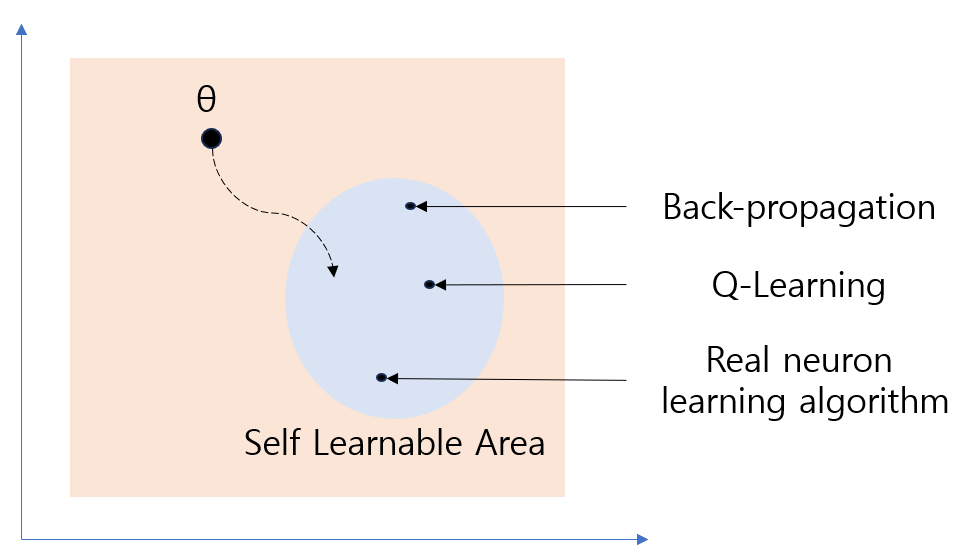 θ
Back-propagation
Q-Learning
Real neuron
learning algorithm
Self Learnable Area